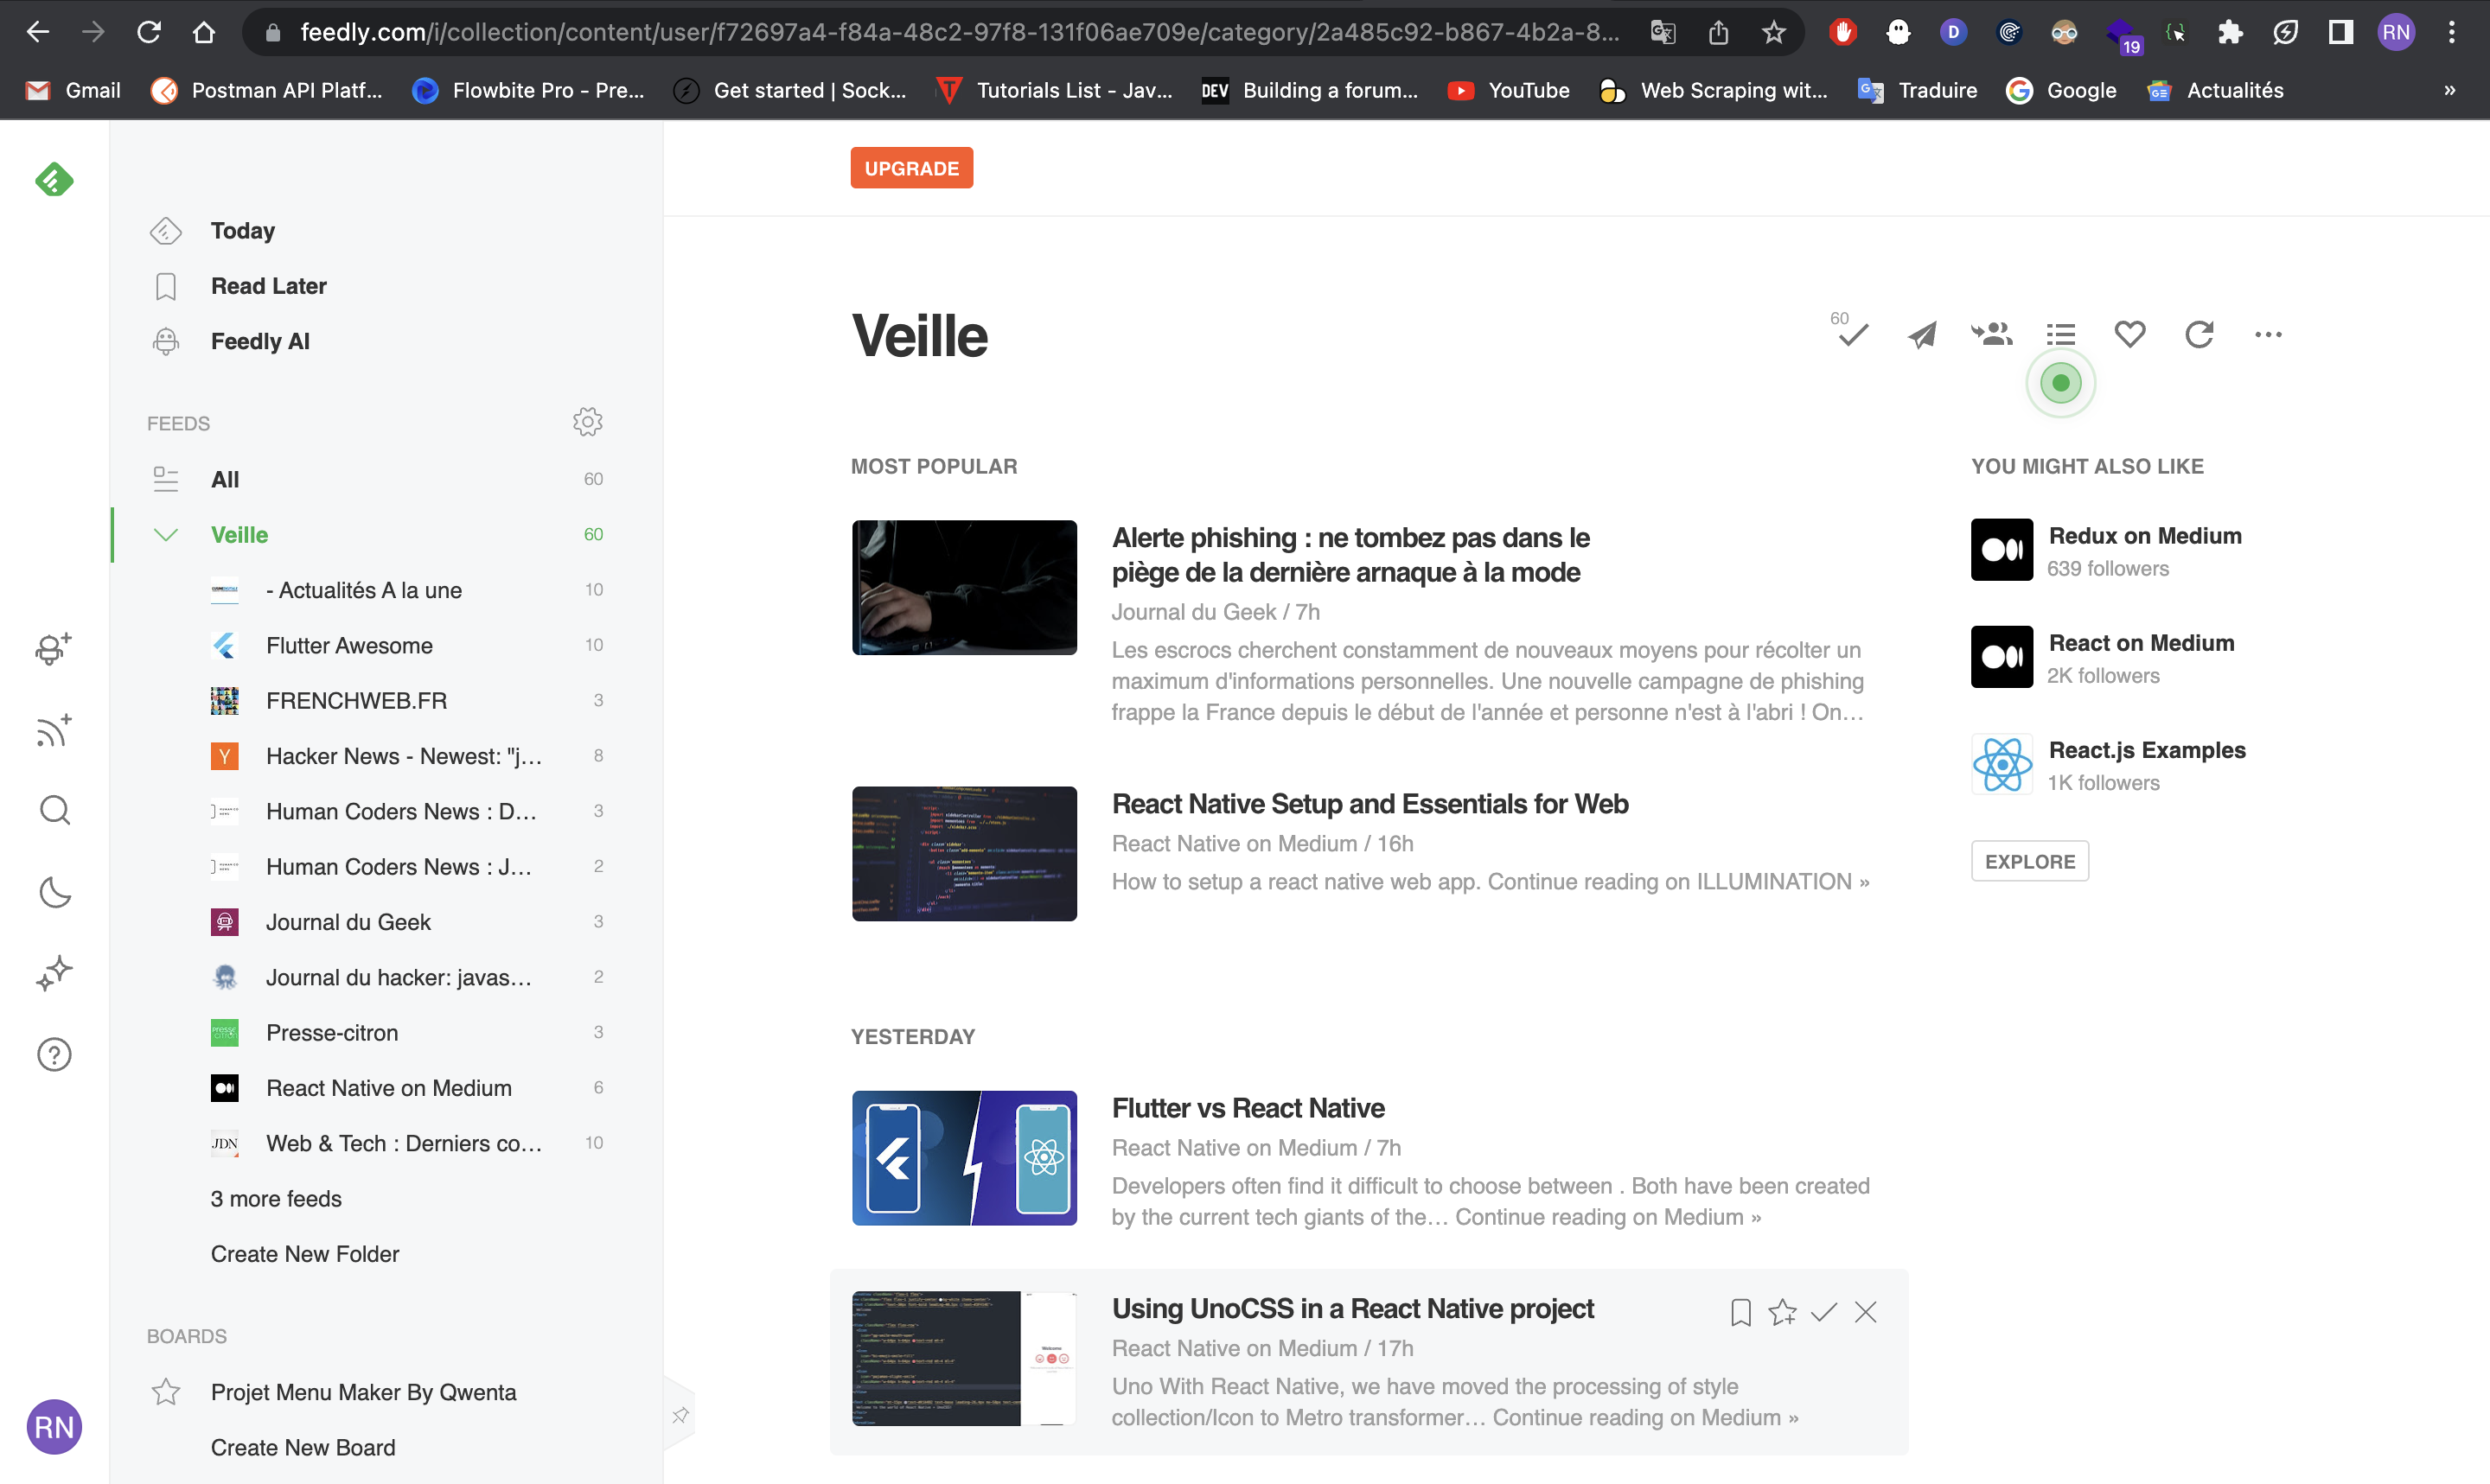 feedly.com/i/collection/content/user/f72697a4-f84a-48c2-97f8-131f06ae709e/category/2a485c92-b867-4b2a-8...
D
19
RN
Gmail
Postman API Platf...
Flowbite Pro - Pre...
Get started | Sock...
Tutorials List - Jav...
DEV
Building a forum...
YouTube
Web Scraping wit...
Traduire
Google
Actualités
»
UPGRADE
Today
Read Later
Feedly AI
FEEDS
All 60
Veille 60
- Actualités A la une 10
Flutter Awesome 10
FRENCHWEB.FR 3
Y Hacker News - Newest: "j... 8
Human Coders News : D... 3
Human Coders News : J... 2
Journal du Geek 3
Journal du hacker: javas... 2
Presse-citron 3
React Native on Medium 6
JDN Web & Tech : Derniers co... 10
3 more feeds
Create New Folder
BOARDS
Projet Menu Maker By Qwenta
Create New Board
RN
Veille
60
MOST POPULAR
Alerte phishing : ne tombez pas dans le
piège de la dernière arnaque à la mode
Journal du Geek / 7h
Les escrocs cherchent constamment de nouveaux moyens pour récolter un
maximum d'informations personnelles. Une nouvelle campagne de phishing
frappe la France depuis le début de l'année et personne n'est à l'abri ! On...
React Native Setup and Essentials for Web
React Native on Medium / 16h
How to setup a react native web app. Continue reading on ILLUMINATION »
YESTERDAY
Flutter vs React Native
React Native on Medium / 7h
Developers often find it difficult to choose between . Both have been created
by the current tech giants of the... Continue reading on Medium »
Using UnoCSS in a React Native project
React Native on Medium / 17h
Uno With React Native, we have moved the processing of style
collection/Icon to Metro transformer... Continue reading on Medium »
YOU MIGHT ALSO LIKE
Redux on Medium
639 followers
React on Medium
2K followers
React.js Examples
1K followers
EXPLORE